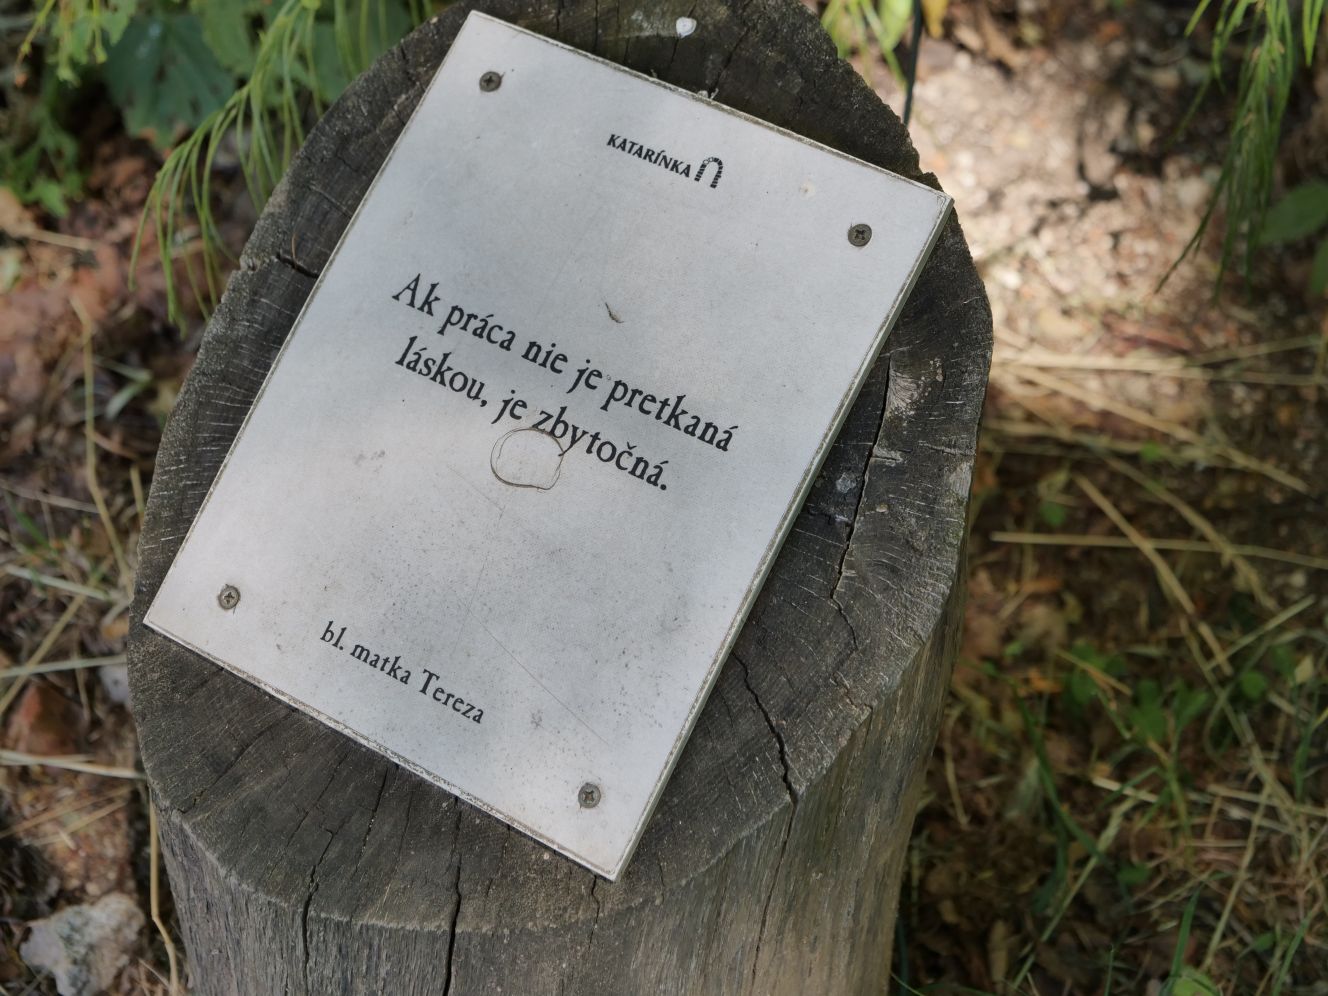 KATARÍNKA
Ak práca nie je pretkaná
láskou, je zbytočná.
bl. matka Tereza